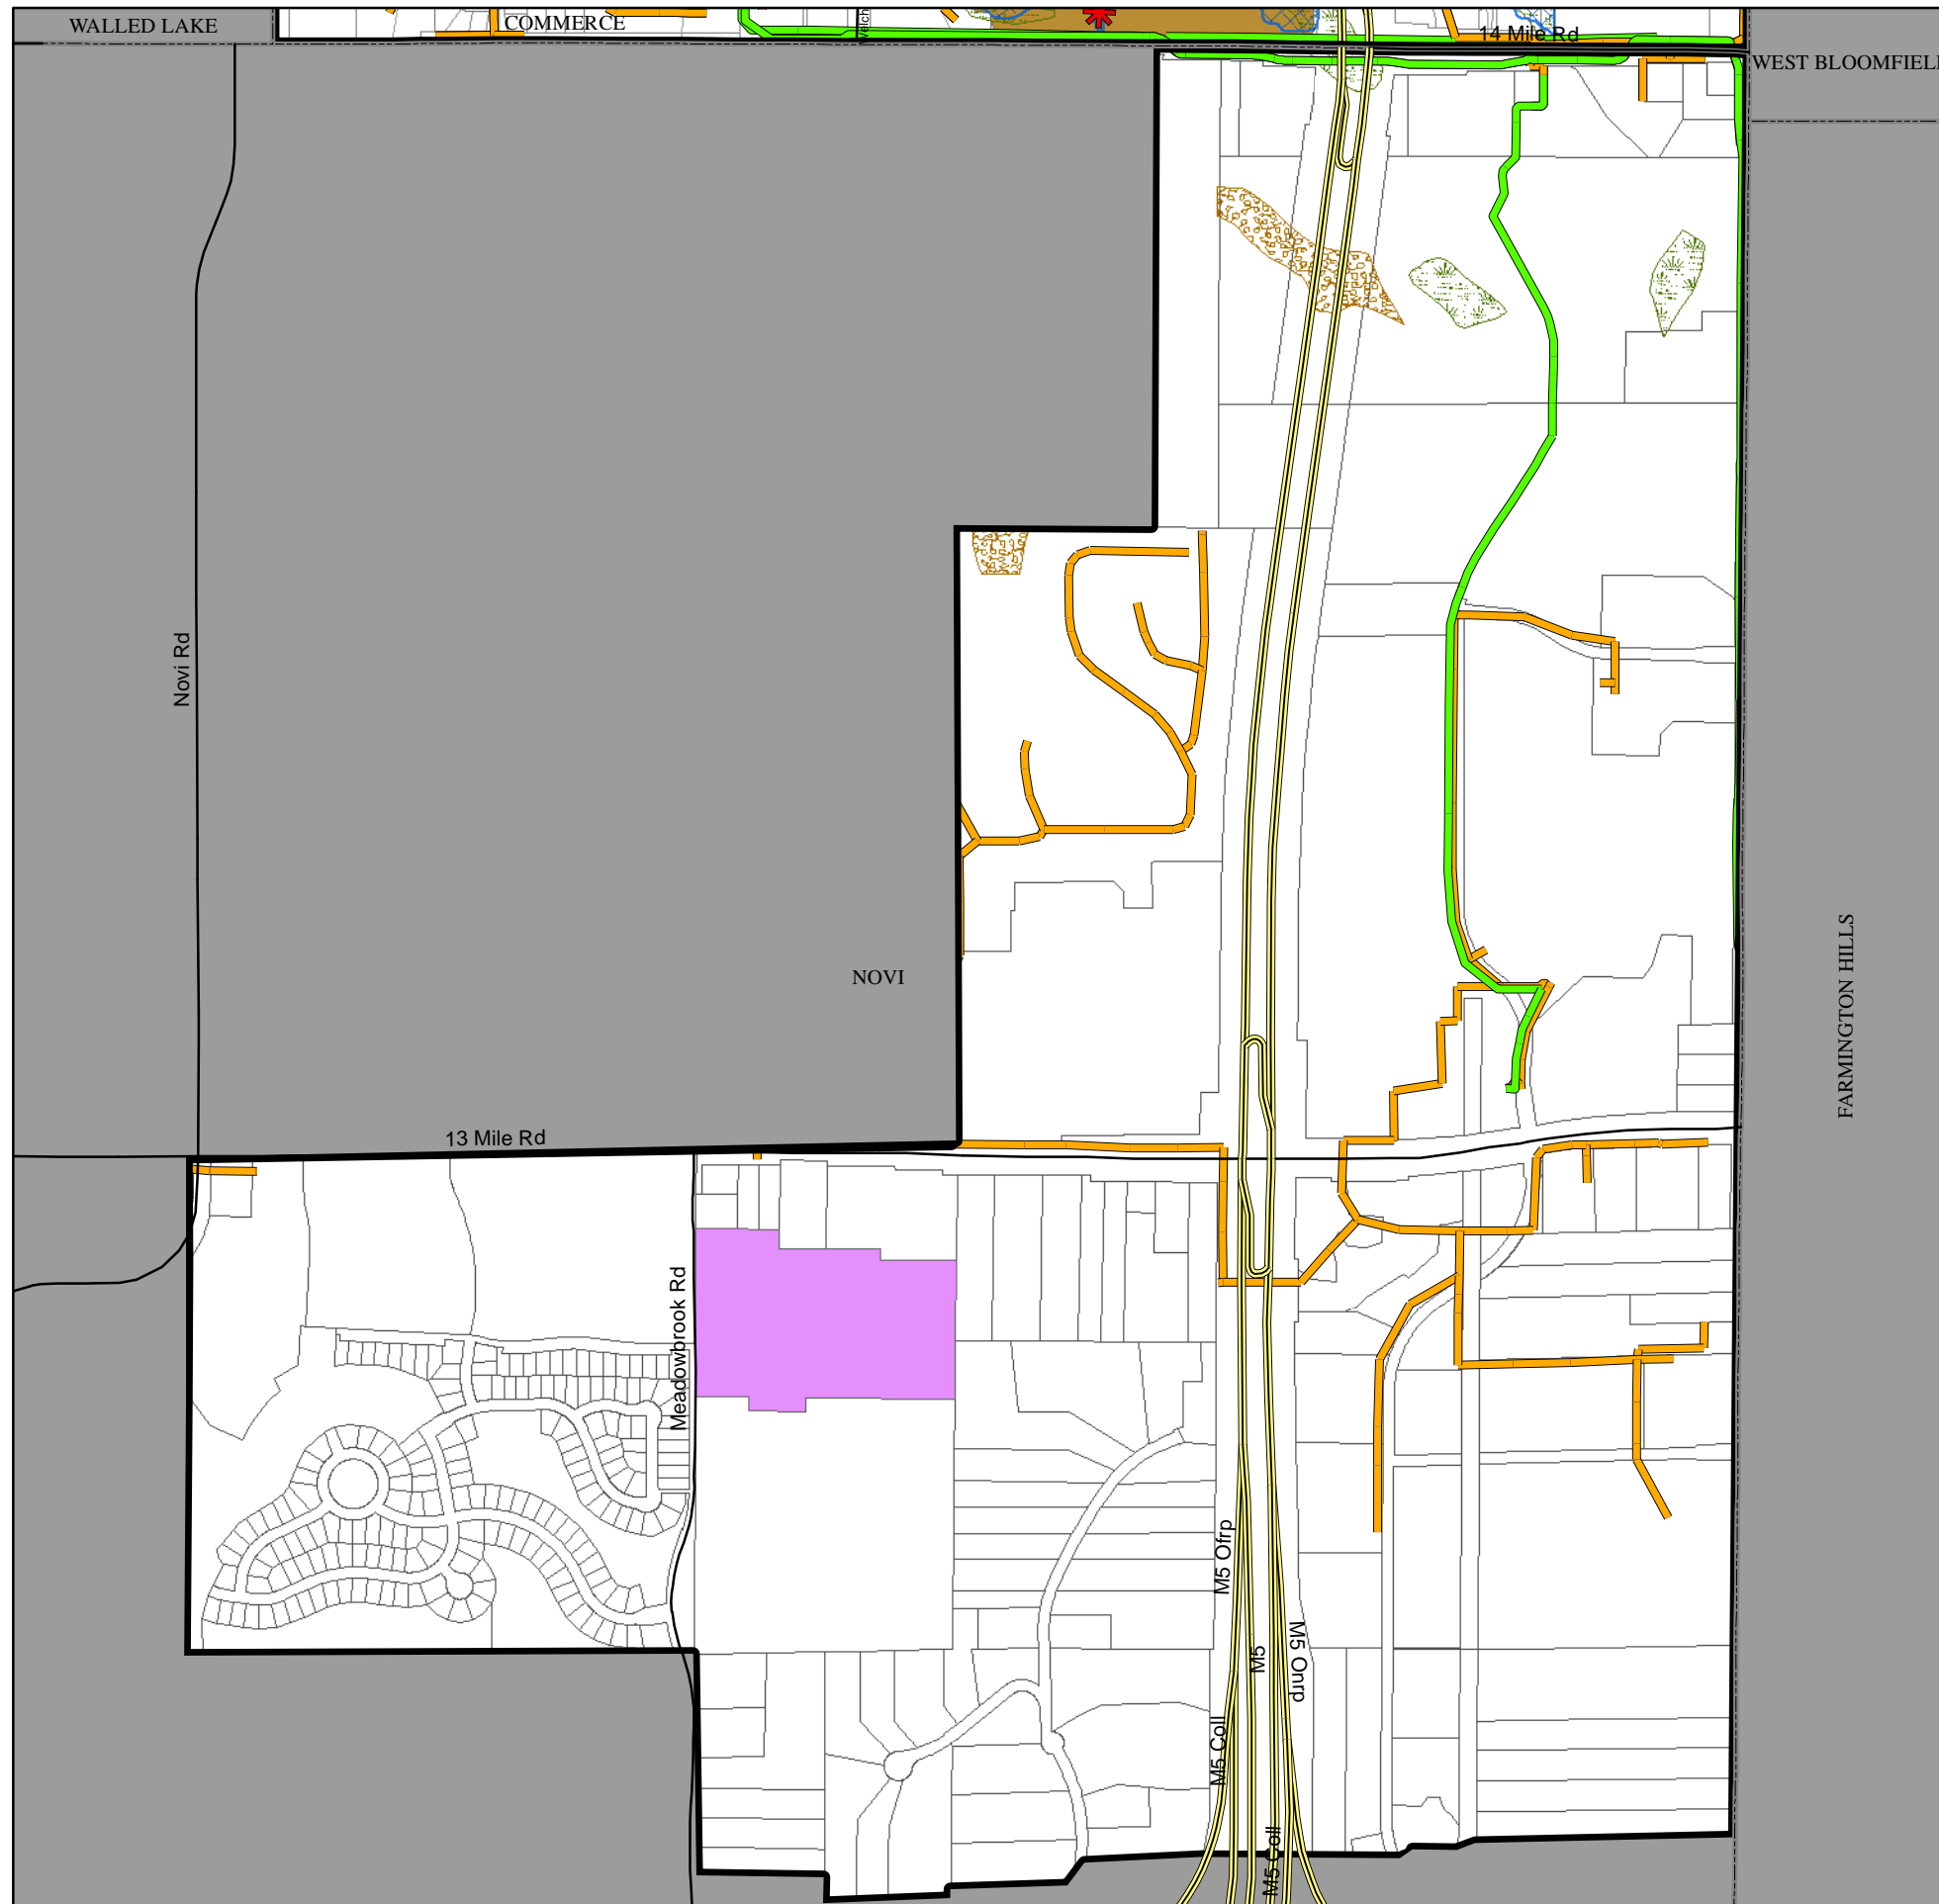 WALLED LAKE
COMMERCE
Welch
14 Mile Rd
WEST BLOOMFIELD
Novi Rd
NOVI
FARMINGTON HILLS
13 Mile Rd
Meadowbrook Rd
M5 Ofrp
M5
M5 Onrp
M5 Coll
M5 Coll